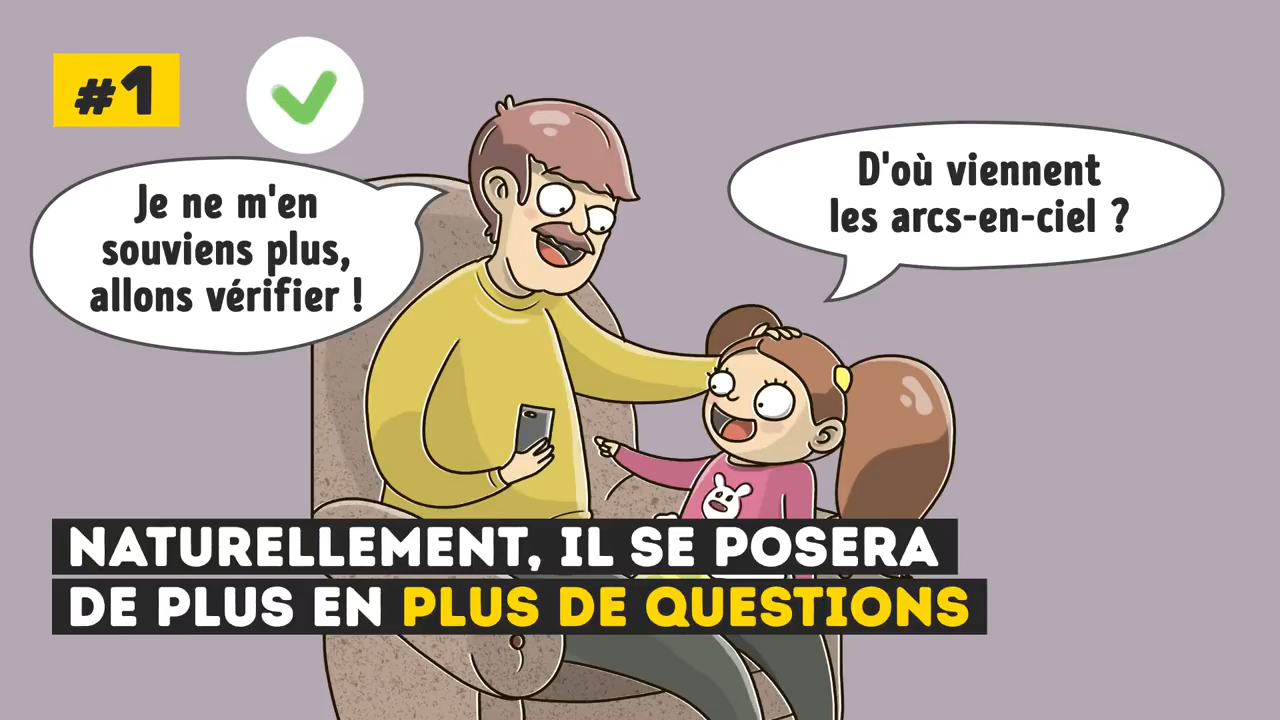 #1
Je ne m'en
souviens plus,
allons vérifier !
D'où viennent
les arcs-en-ciel ?
NATURELLEMENT, IL SE POSERA
DE PLUS EN PLUS DE QUESTIONS